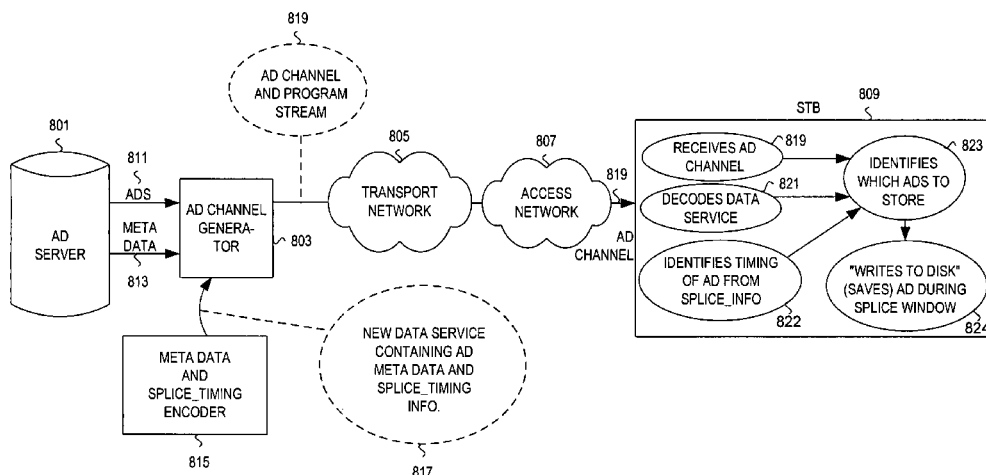 819
AD CHANNEL
AND PROGRAM
STREAM
801
811
ADS
AD
SERVER
META
DATA
813
AD CHANNEL
GENERA-
TOR
803
805
TRANSPORT
NETWORK
807
ACCESS
NETWORK
819
AD
CHANNEL
STB
809
RECEIVES AD
CHANNEL
819
DECODES DATA
SERVICE
821
IDENTIFIES TIMING
OF AD FROM
SPLICE_INFO
822
IDENTIFIES
WHICH ADS TO
STORE
823
"WRITES TO DISK"
(SAVES) AD DURING
SPLICE WINDOW
824
META DATA
AND
SPLICE_TIMING
ENCODER
815
NEW DATA SERVICE
CONTAINING AD
META DATA AND
SPLICE_TIMING
INFO.
817